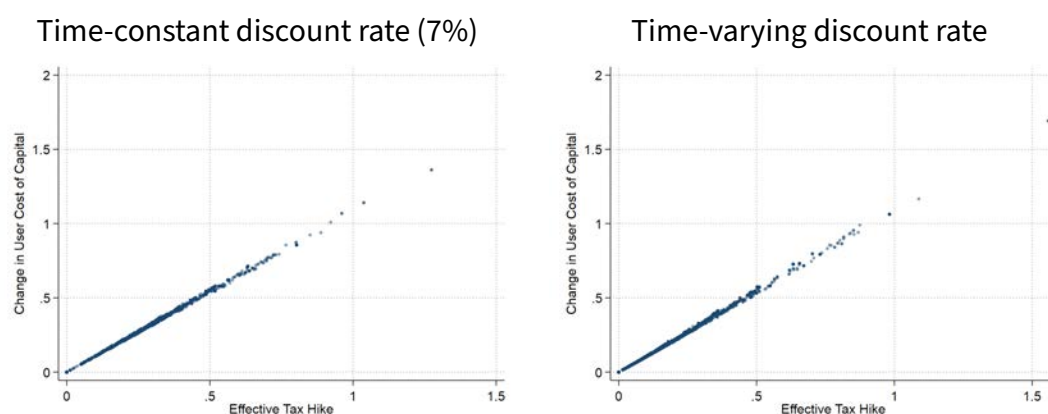 Time-constant discount rate (7%)
Change in User Cost of Capital
2
1.5
1
.5
0
0 .5 1 1.5
Effective Tax Hike
Time-varying discount rate
Change in User Cost of Capital
2
1.5
1
.5
0
0 .5 1 1.5
Effective Tax Hike